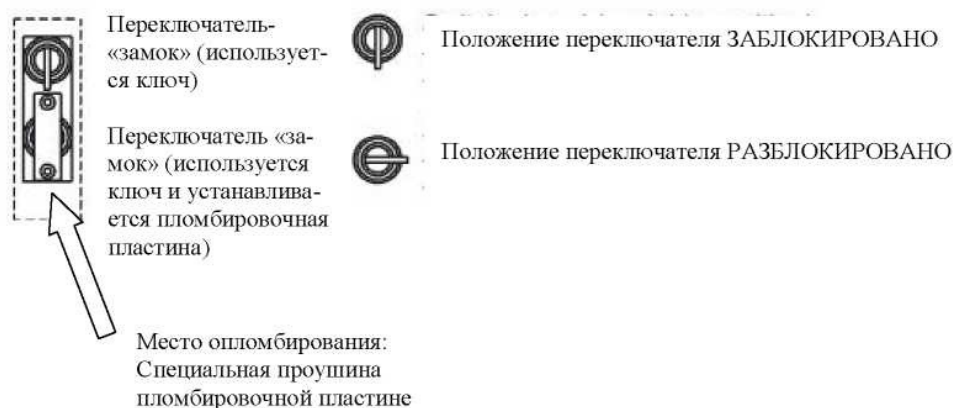 Переключатель-
«замок» (использует-
ся ключ)
Положение переключателя ЗАБЛОКИРОВАНО
Переключатель «за-
мок» (используется
ключ и устанавлива-
ется пломбировочная
пластина)
Положение переключателя РАЗБЛОКИРОВАНО
Место опломбирования:
Специальная проушина
пломбировочной пластине